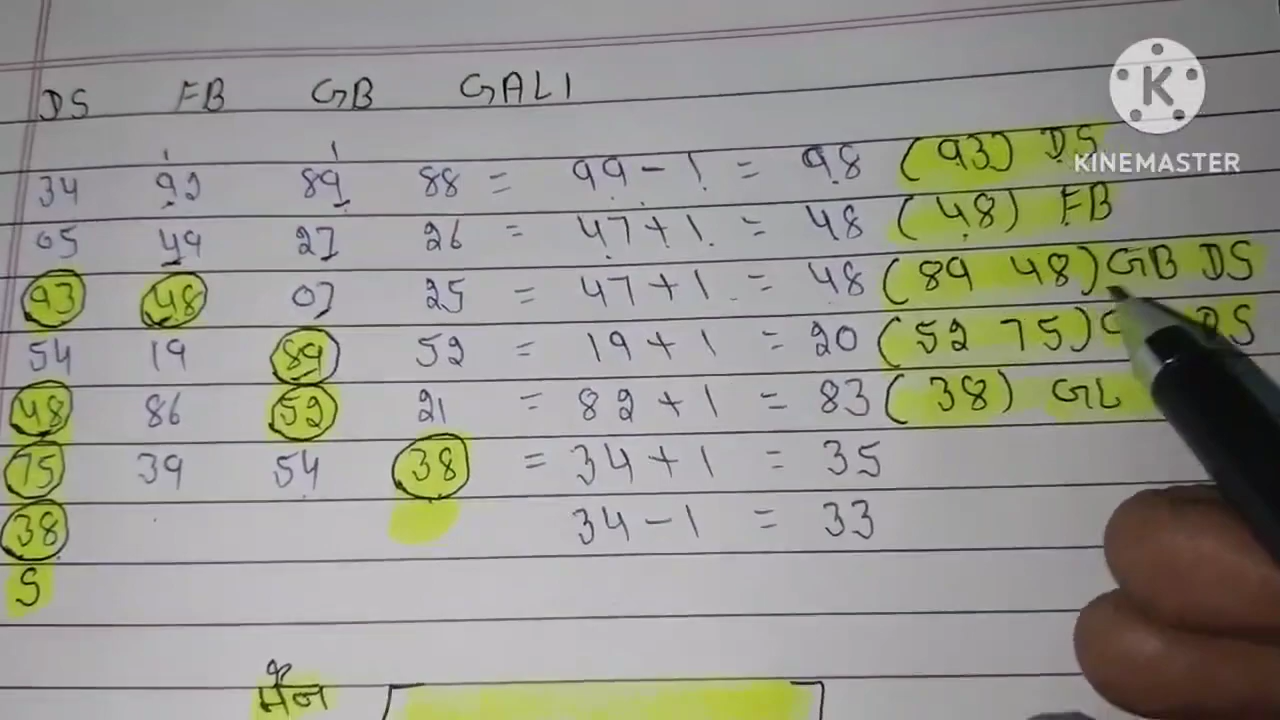 DS FB GB GALI
34 92 89 88 = 99-1 = 98 (93) DS
05 49 27 26 = 47+1 = 48 (48) FB
93 48 07 25 = 47+1 = 48 (89 48) GB DS
54 19 89 52 = 19+1 = 20 (52 75) DS
48 86 52 21 = 82+1 = 83 (38) GL
75 39 54 38 = 34+1 = 35
38 34-1 = 33
S
KINEMASTER